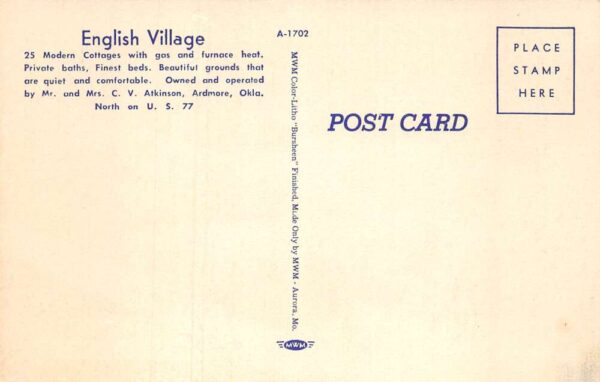 English Village
25 Modern Cottages with gas and furnace heat.
Private baths, Finest beds. Beautiful grounds that
are quiet and comfortable. Owned and operated
by Mr. and Mrs. C. V. Atkinson, Ardmore, Okla.
North on U. S. 77
A-1702
MWM Color-Litho "Bursheen" Finished, Made Only by MWM - Aurora, Mo.
MWM
POST CARD
PLACE
STAMP
HERE